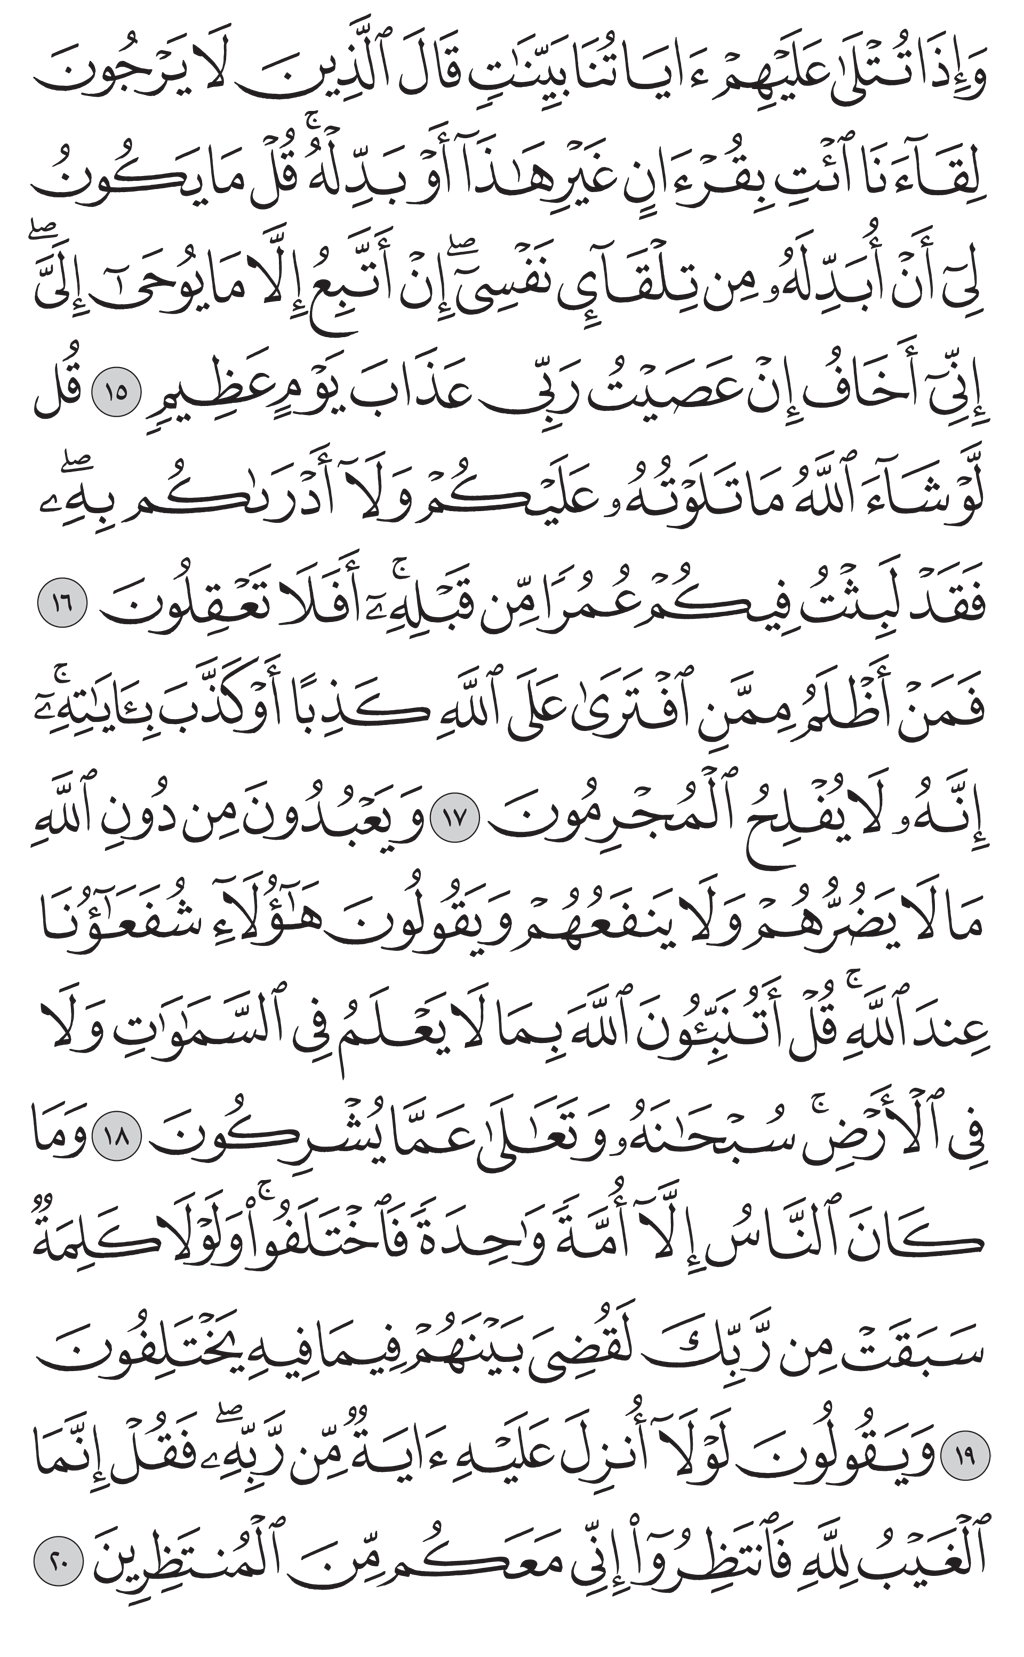 وَإِذَا تُتۡلَىٰ عَلَيۡهِمۡ ءَايَاتُنَا بَيِّنَٰتٖ قَالَ ٱلَّذِينَ لَا يَرۡجُونَ
لِقَآءَنَا ٱئۡتِ بِقُرۡءَانٍ غَيۡرِ هَٰذَآ أَوۡ بَدِّلۡهُۚ قُلۡ مَا يَكُونُ
لِيٓ أَنۡ أُبَدِّلَهُۥ مِن تِلۡقَآيِٕ نَفۡسِيٓۖ إِنۡ أَتَّبِعُ إِلَّا مَا يُوحَىٰٓ إِلَيَّۖ
إِنِّيٓ أَخَافُ إِنۡ عَصَيۡتُ رَبِّي عَذَابَ يَوۡمٍ عَظِيمٖ ١٥ قُل
لَّوۡ شَآءَ ٱللَّهُ مَا تَلَوۡتُهُۥ عَلَيۡكُمۡ وَلَآ أَدۡرَىٰكُم بِهِۦۖ
فَقَدۡ لَبِثۡتُ فِيكُمۡ عُمُرٗا مِّن قَبۡلِهِۦٓۚ أَفَلَا تَعۡقِلُونَ ١٦
فَمَنۡ أَظۡلَمُ مِمَّنِ ٱفۡتَرَىٰ عَلَى ٱللَّهِ كَذِبًا أَوۡ كَذَّبَ بِـَٔايَٰتِهِۦٓۚ
إِنَّهُۥ لَا يُفۡلِحُ ٱلۡمُجۡرِمُونَ ١٧ وَيَعۡبُدُونَ مِن دُونِ ٱللَّهِ
مَا لَا يَضُرُّهُمۡ وَلَا يَنفَعُهُمۡ وَيَقُولُونَ هَٰٓؤُلَآءِ شُفَعَٰٓؤُنَا
عِندَ ٱللَّهِۚ قُلۡ أَتُنَبِّـُٔونَ ٱللَّهَ بِمَا لَا يَعۡلَمُ فِي ٱلسَّمَٰوَٰتِ وَلَا
فِي ٱلۡأَرۡضِۚ سُبۡحَٰنَهُۥ وَتَعَٰلَىٰ عَمَّا يُشۡرِكُونَ ١٨ وَمَا
كَانَ ٱلنَّاسُ إِلَّآ أُمَّةٗ وَٰحِدَةٗ فَٱخۡتَلَفُواْۚ وَلَوۡلَا كَلِمَةٞ
سَبَقَتۡ مِن رَّبِّكَ لَقُضِيَ بَيۡنَهُمۡ فِيمَا فِيهِ يَخۡتَلِفُونَ
١٩ وَيَقُولُونَ لَوۡلَآ أُنزِلَ عَلَيۡهِ ءَايَةٞ مِّن رَّبِّهِۦۖ فَقُلۡ إِنَّمَا
ٱلۡغَيۡبُ لِلَّهِ فَٱنتَظِرُوٓاْ إِنِّي مَعَكُم مِّنَ ٱلۡمُنتَظِرِينَ ٢٠